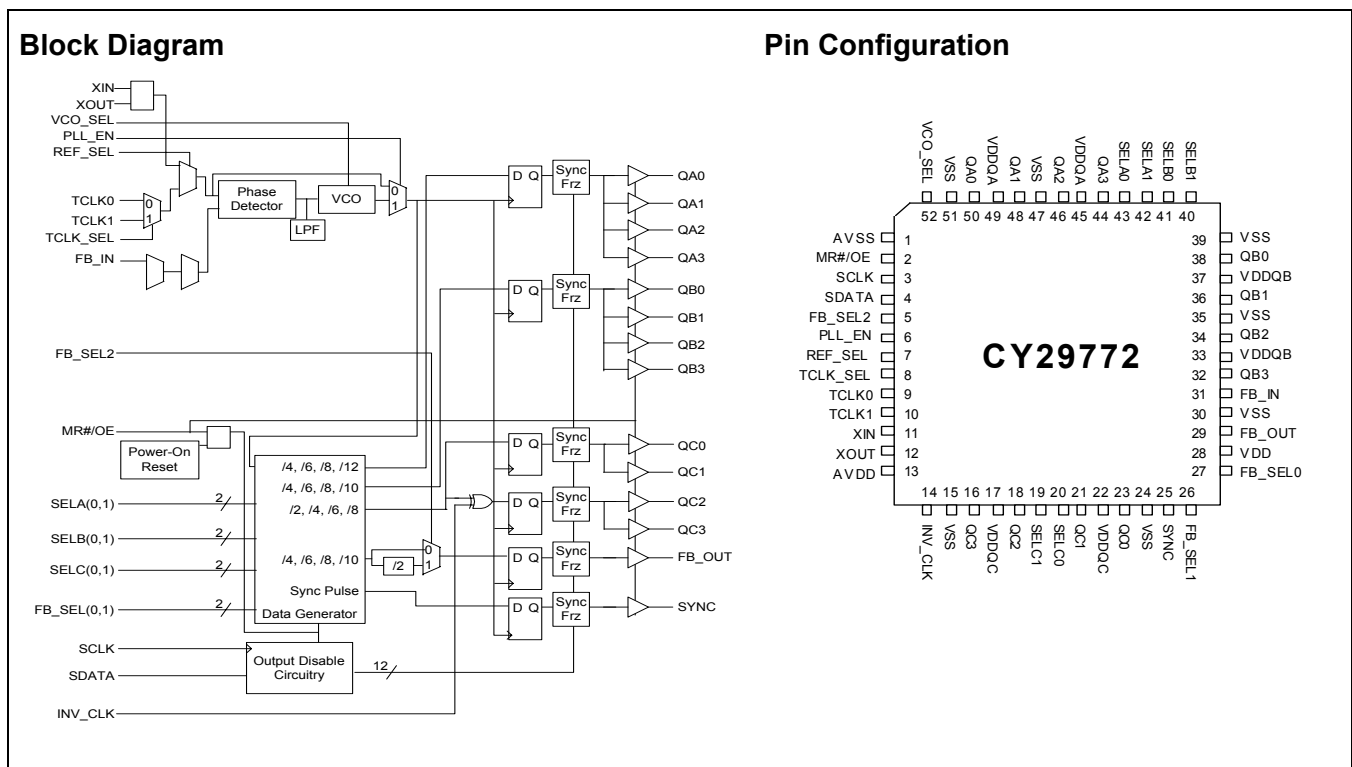 Block Diagram
XIN
XOUT
VCO_SEL
PLL_EN
REF_SEL
TCLK0
TCLK1
TCLK_SEL
FB_IN
0
1
Phase
Detector
VCO
LPF
0
1
D Q
Sync
Frz
QA0
QA1
QA2
QA3
D Q
Sync
Frz
QB0
QB1
QB2
QB3
FB_SEL2
MR#/OE
Power-On
Reset
SELA(0,1)
2
SELB(0,1)
2
SELC(0,1)
2
FB_SEL(0,1)
2
SCLK
SDATA
INV_CLK
/4, /6, /8, /12
/4, /6, /8, /10
/2, /4, /6, /8
/4, /6, /8, /10
/2
0
1
Sync Pulse
Data Generator
Output Disable
Circuitry
12
D Q
Sync
Frz
QC0
QC1
D Q
Sync
Frz
QC2
QC3
D Q
Sync
Frz
FB_OUT
D Q
Sync
Frz
SYNC
Pin Configuration
VCO_SEL
VSS
QA0
VDDQA
QA1
VSS
QA2
VDDQA
QA3
SELA0
SELA1
SELB0
SELB1
52 51 50 49 48 47 46 45 44 43 42 41 40
AVSS 1
MR#/OE 2
SCLK 3
SDATA 4
FB_SEL2 5
PLL_EN 6
REF_SEL 7
TCLK_SEL 8
TCLK0 9
TCLK1 10
XIN 11
XOUT 12
AVDD 13
CY29772
39 VSS
38 QB0
37 VDDQB
36 QB1
35 VSS
34 QB2
33 VDDQB
32 QB3
31 FB_IN
30 VSS
29 FB_OUT
28 VDD
27 FB_SEL0
14 15 16 17 18 19 20 21 22 23 24 25 26
INV_CLK
VSS
QC3
VDDQC
QC2
SELC1
SELC0
QC1
VDDQC
QC0
VSS
SYNC
FB_SEL1